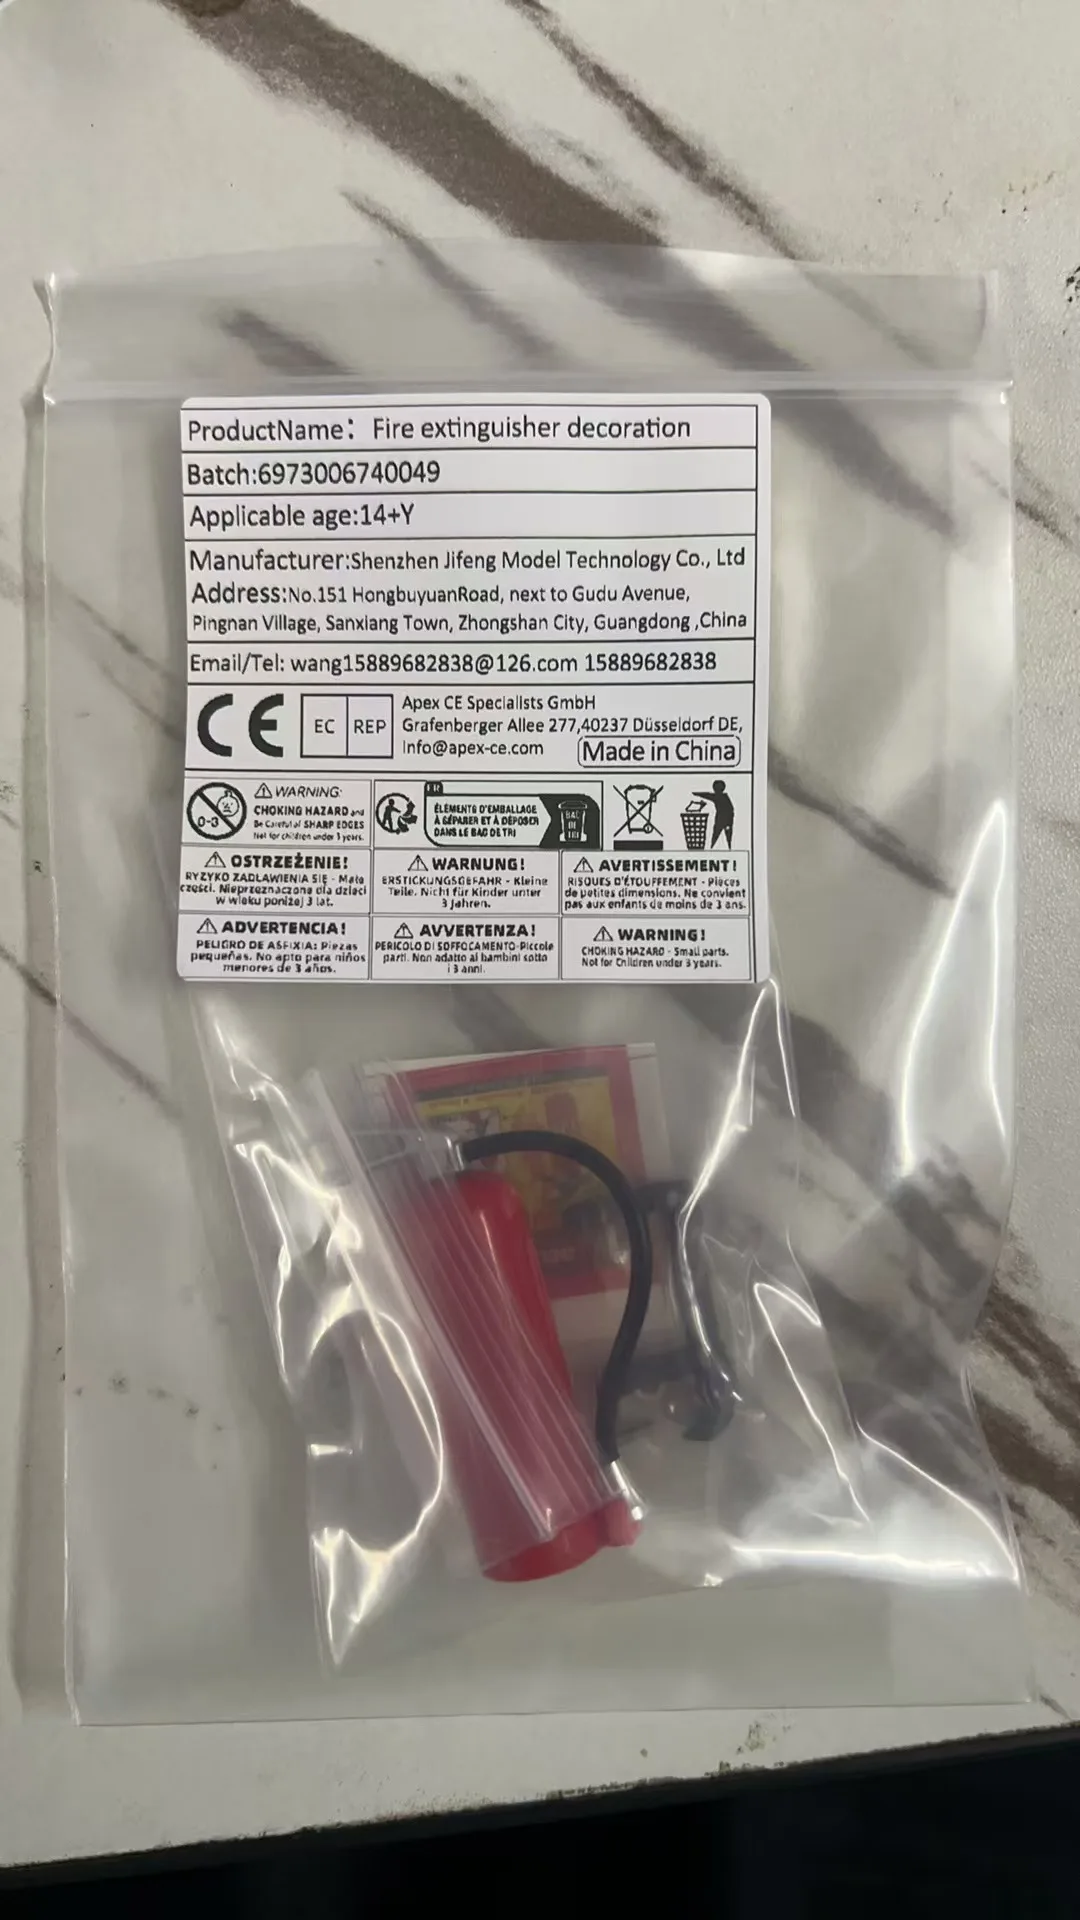 ProductName: Fire extinguisher decoration
Batch:6973006740049
Applicable age:14+Y
Manufacturer:Shenzhen Jifeng Model Technology Co., Ltd
Address:No.151 HongbuyuanRoad, next to Gudu Avenue,
Pingnan Village, Sanxiang Town, Zhongshan City, Guangdong ,China
Email/Tel: wang15889682838@126.com 15889682838
CE
EC REP
Apex CE Specialists GmbH
Grafenberger Allee 277,40237 Düsseldorf DE,
Info@apex-ce.com
Made in China
0-3
WARNING:
CHOKING HAZARD and
Be Careful of SHARP EDGES
Not for children under 3 years.
FR
ÉLÉMENTS D'EMBALLAGE
À SÉPARER ET À DÉPOSER
DANS LE BAC DE TRI
BAC
DE
TRI
OSTRZEŻENIE!
RYZYKO ZADLAWIENIA SIĘ - Mate
części. Nieprzeznaczone dla dzieci
w wieku poniżej 3 lat.
WARNUNG!
ERSTICKUNGSGEFAHR - Kleine
Teile. Nicht für Kinder unter
3 Jahren.
AVERTISSEMENT!
RISQUES D'ÉTOUFFEMENT - Pièces
de petites dimensions. Ne convient
pas aux enfants de moins de 3 ans.
ADVERTENCIA!
PELIGRO DE ASFIXIA: Piezas
pequeñas. No apto para niños
menores de 3 años.
AVVERTENZA!
PERICOLO DI SOFFOCAMENTO-Piccole
parti. Non adatto ai bambini sotto
i 3 anni.
WARNING!
CHOKING HAZARD - Small parts.
Not for Children under 3 years.